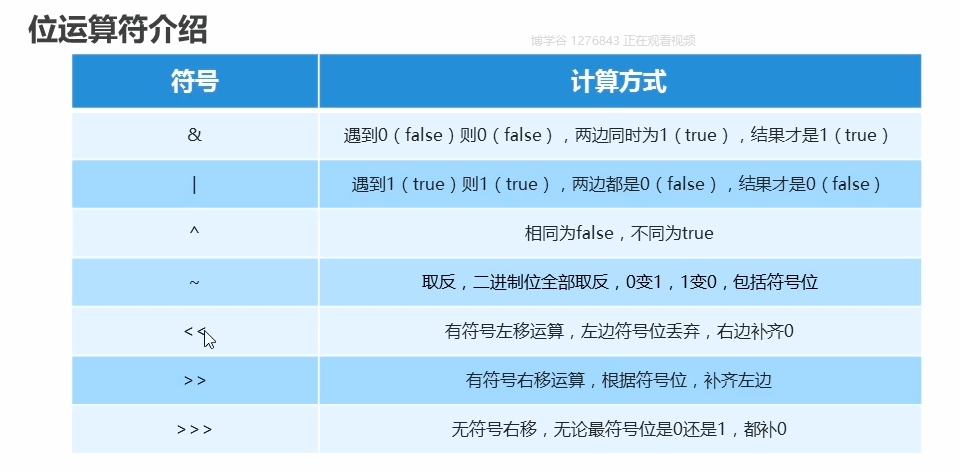 位运算符介绍
博学谷 1276843 正在观看视频
符号 计算方式
& 遇到0（false）则0（false），两边同时为1（true），结果才是1（true）
| 遇到1（true）则1（true），两边都是0（false），结果才是0（false）
^ 相同为false，不同为true
~ 取反，二进制位全部取反，0变1，1变0，包括符号位
<< 有符号左移运算，左边符号位丢弃，右边补齐0
>> 有符号右移运算，根据符号位，补齐左边
>>> 无符号右移，无论最符号位是0还是1，都补0